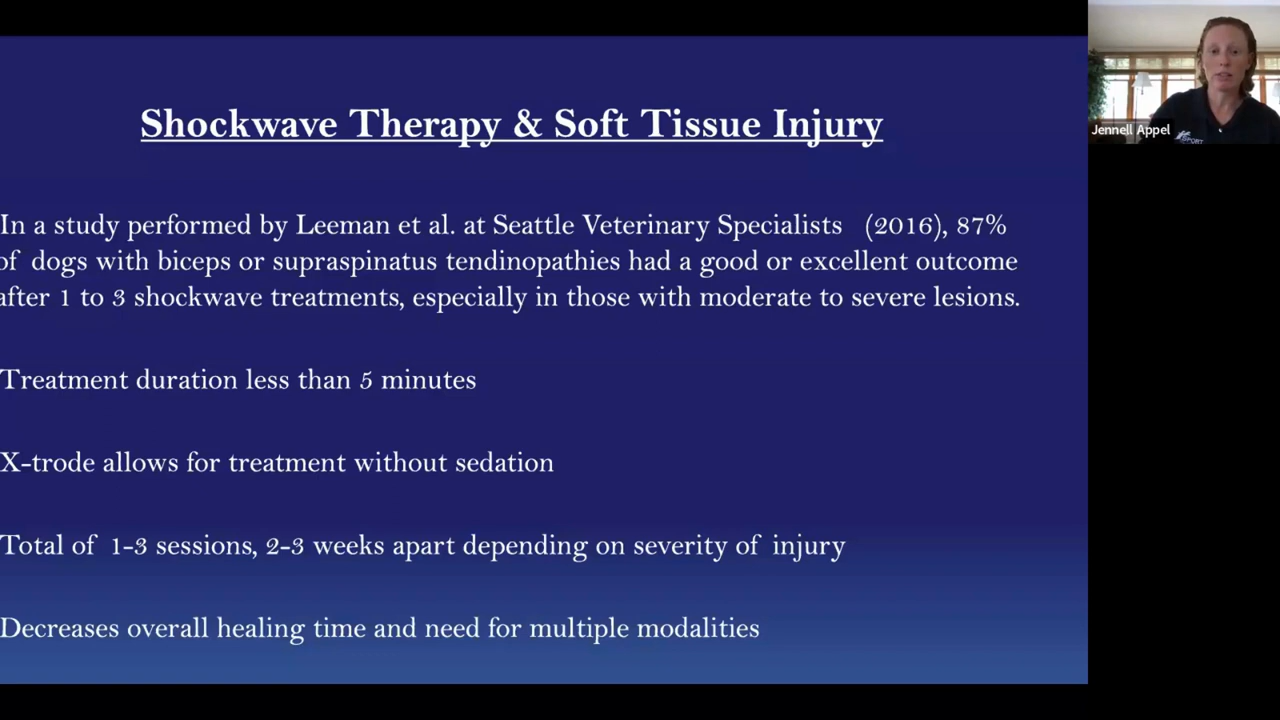 Shockwave Therapy & Soft Tissue Injury
Jennell Appel
In a study performed by Leeman et al. at Seattle Veterinary Specialists (2016), 87%
of dogs with biceps or supraspinatus tendinopathies had a good or excellent outcome
after 1 to 3 shockwave treatments, especially in those with moderate to severe lesions.
Treatment duration less than 5 minutes
X-trode allows for treatment without sedation
Total of 1-3 sessions, 2-3 weeks apart depending on severity of injury
Decreases overall healing time and need for multiple modalities